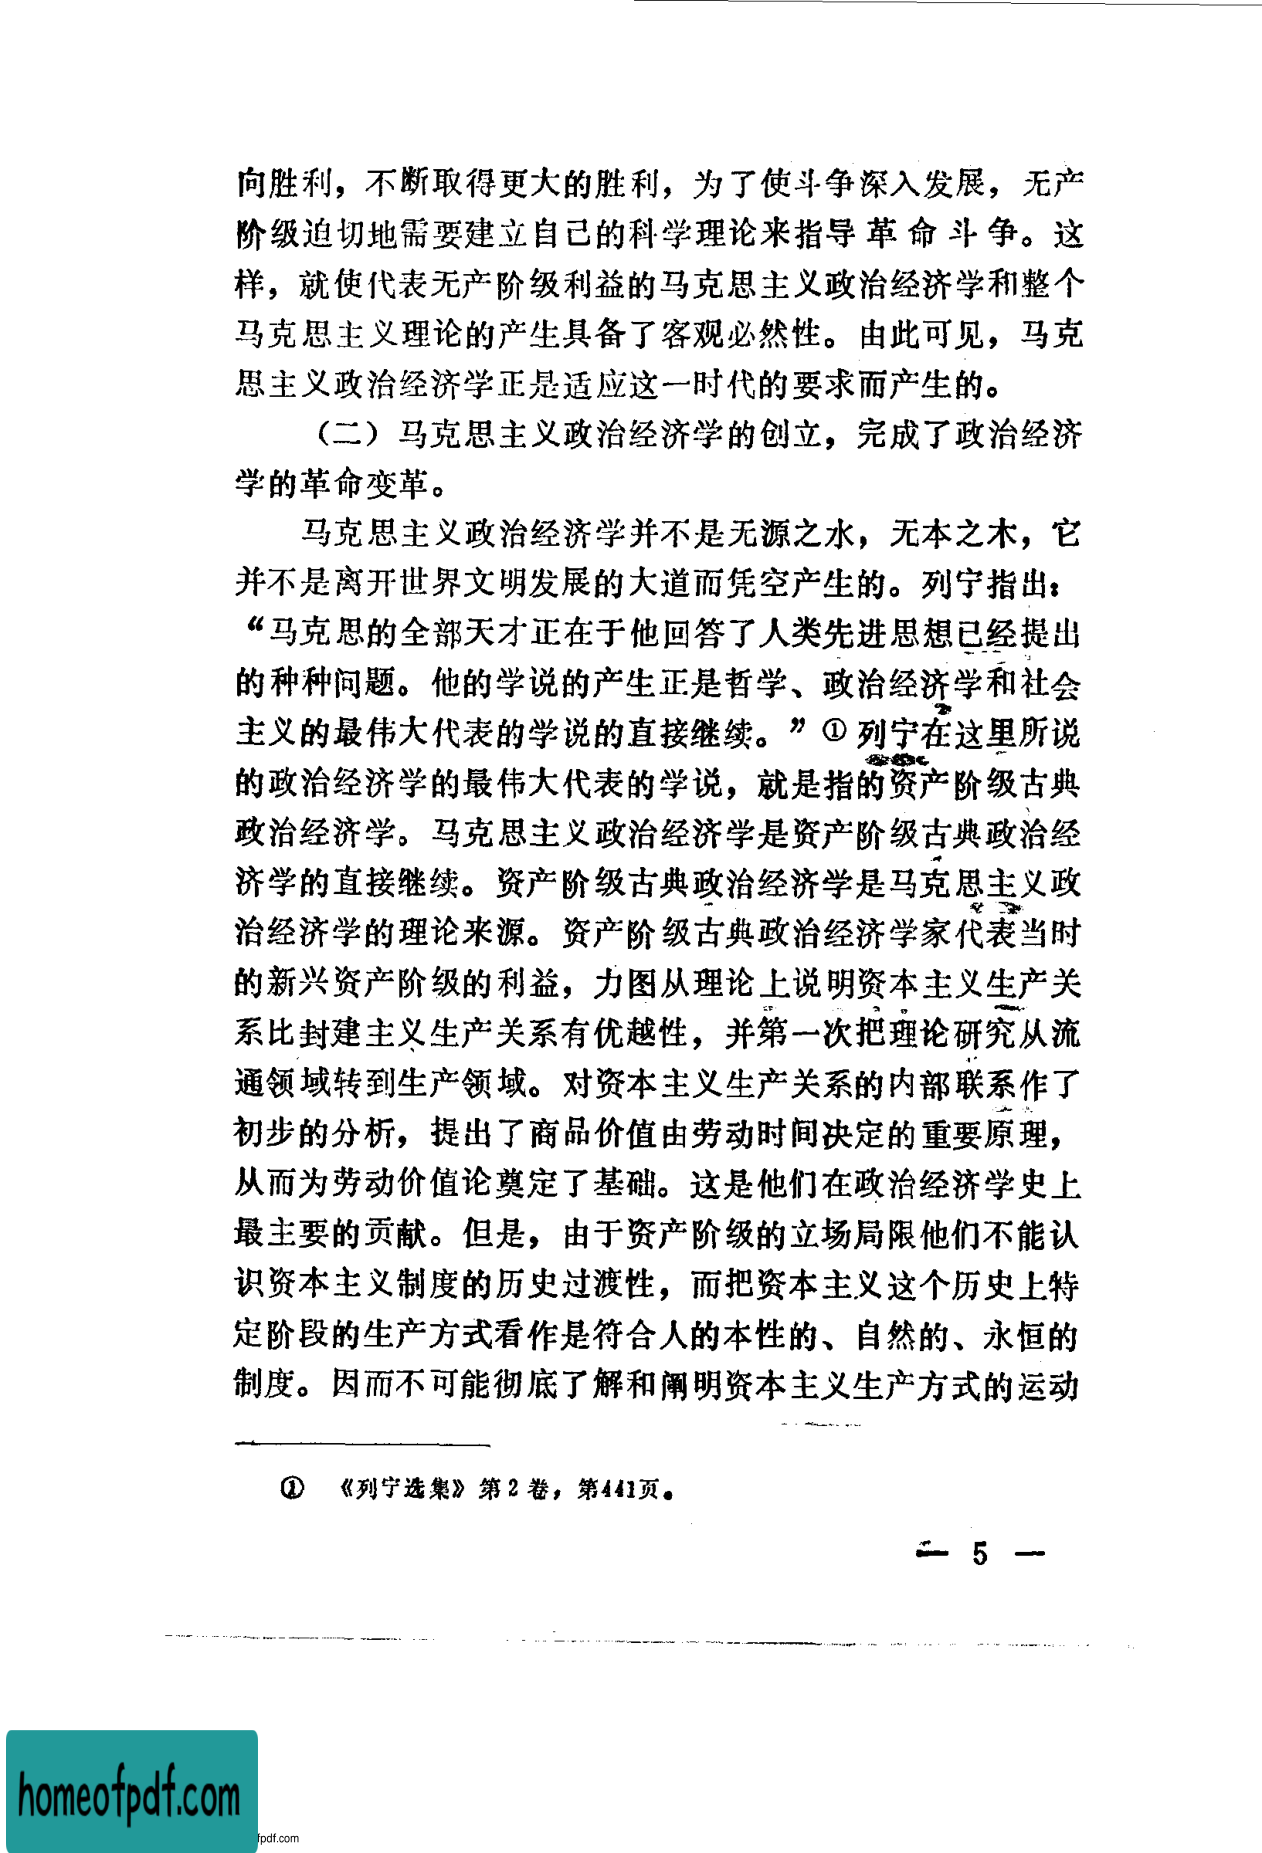 向胜利，不断取得更大的胜利，为了使斗争深入发展，无产
阶级迫切地需要建立自己的科学理论来指导革命斗争。这
样，就使代表无产阶级利益的马克思主义政治经济学和整个
马克思主义理论的产生具备了客观必然性。由此可见，马克
思主义政治经济学正是适应这一时代的要求而产生的。
（二）马克思主义政治经济学的创立，完成了政治经济
学的革命变革。
马克思主义政治经济学并不是无源之水，无本之木，它
并不是离开世界文明发展的大道而凭空产生的。列宁指出：
“马克思的全部天才正在于他回答了人类先进思想已经提出
的种种问题。他的学说的产生正是哲学、政治经济学和社会
主义的最伟大代表的学说的直接继续。”①列宁在这里所说
的政治经济学的最伟大代表的学说，就是指的资产阶级古典
政治经济学。马克思主义政治经济学是资产阶级古典政治经
济学的直接继续。资产阶级古典政治经济学是马克思主义政
治经济学的理论来源。资产阶级古典政治经济学家代表当时
的新兴资产阶级的利益，力图从理论上说明资本主义生产关
系比封建主义生产关系有优越性，并第一次把理论研究从流
通领域转到生产领域。对资本主义生产关系的内部联系作了
初步的分析，提出了商品价值由劳动时间决定的重要原理，
从而为劳动价值论奠定了基础。这是他们在政治经济学史上
最主要的贡献。但是，由于资产阶级的立场局限他们不能认
识资本主义制度的历史过渡性，而把资本主义这个历史上特
定阶段的生产方式看作是符合人的本性的、自然的、永恒的
制度。因而不可能彻底了解和阐明资本主义生产方式的运动
① 《列宁选集》第2卷，第441页。
— 5 —
homeofpdf.com
fpdf.com